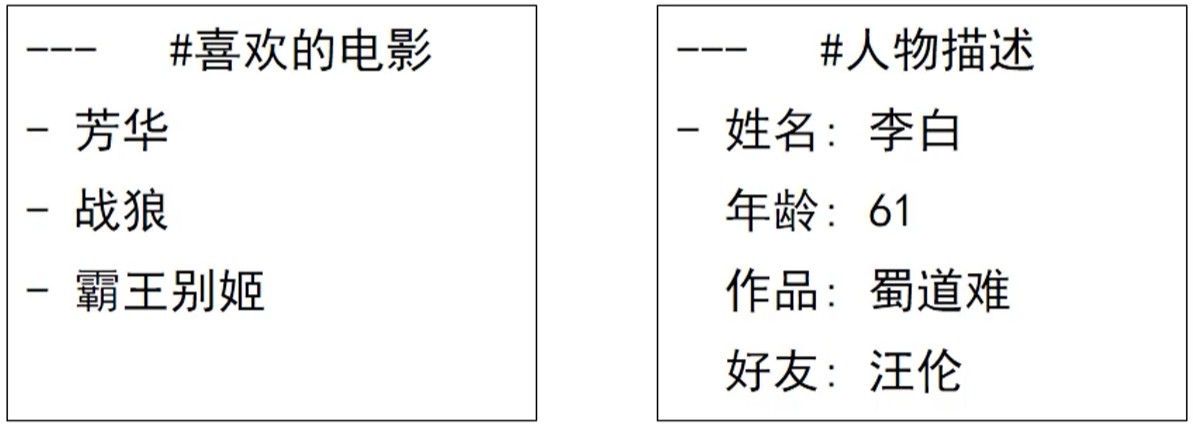 ---   #喜欢的电影
- 芳华
- 战狼
- 霸王别姬
---   #人物描述
- 姓名: 李白
  年龄: 61
  作品: 蜀道难
  好友: 汪伦